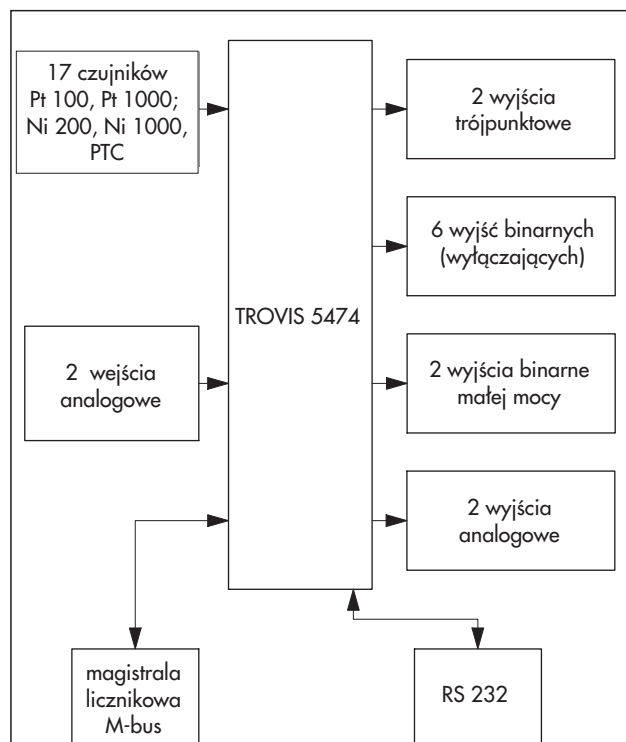 17 czujników
Pt 100, Pt 1000;
Ni 200, Ni 1000,
PTC
2 wejścia
analogowe
magistrala
licznikowa
M-bus
TROVIS 5474
2 wyjścia
trójpunktowe
6 wyjść binarnych
(wyłączających)
2 wyjścia binarne
małej mocy
2 wyjścia
analogowe
RS 232